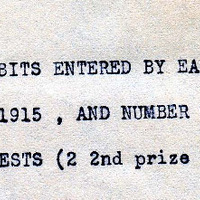 BITS ENTERED BY EA
1915 , AND NUMBER
ESTS (2 2nd prize